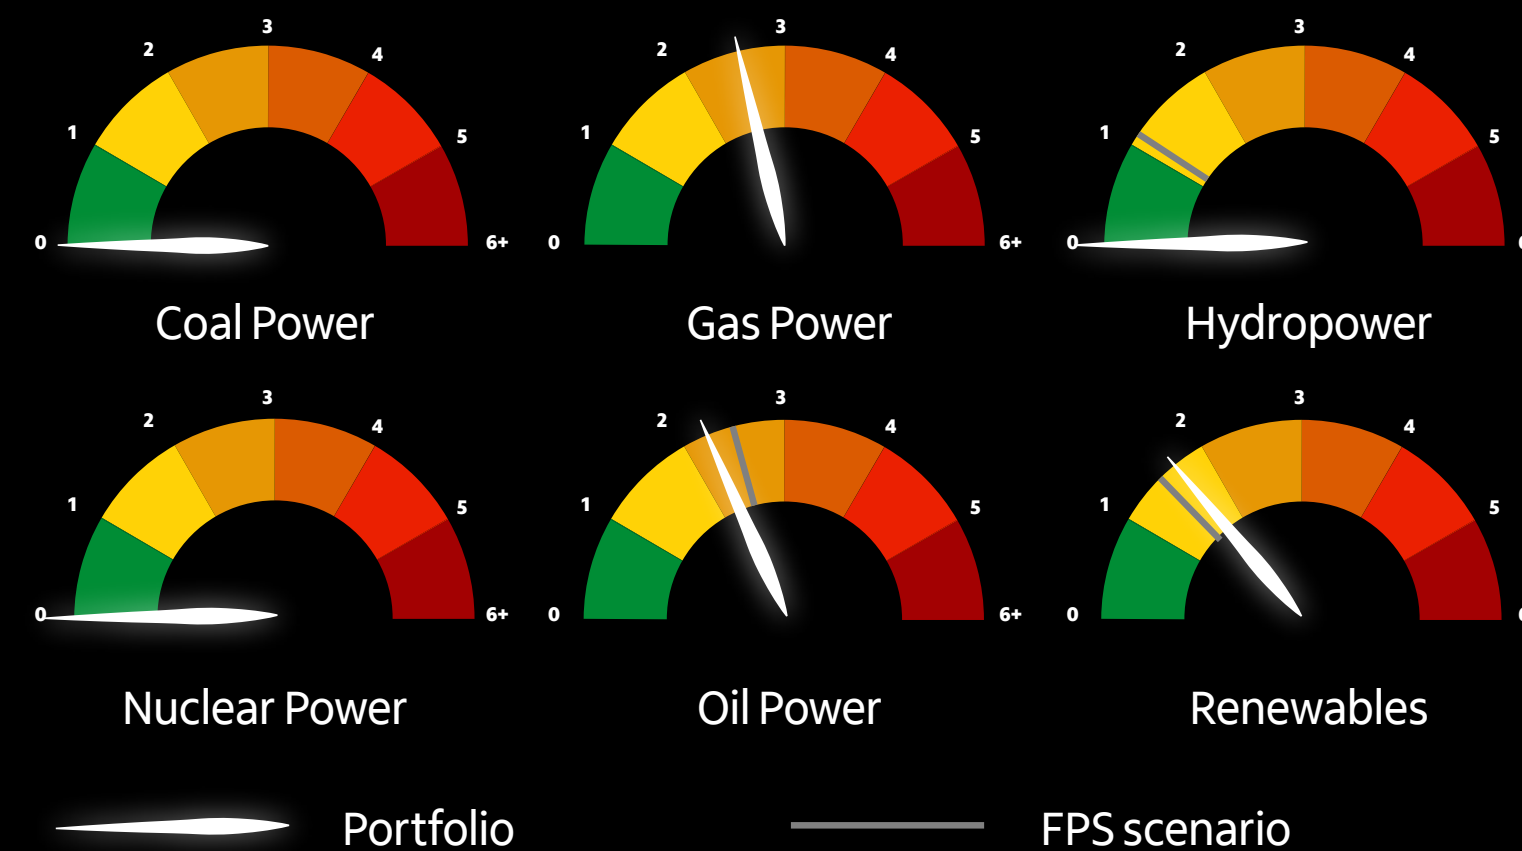 3 3 3
2 4 2 4 2 4
1 5 1 5 1 5
0 6+ 0 6+ 0
Coal Power Gas Power Hydropower
3 3 3
2 4 2 4 2 4
1 5 1 5 1 5
0 6+ 0 6+ 0
Nuclear Power Oil Power Renewables
Portfolio FPS scenario